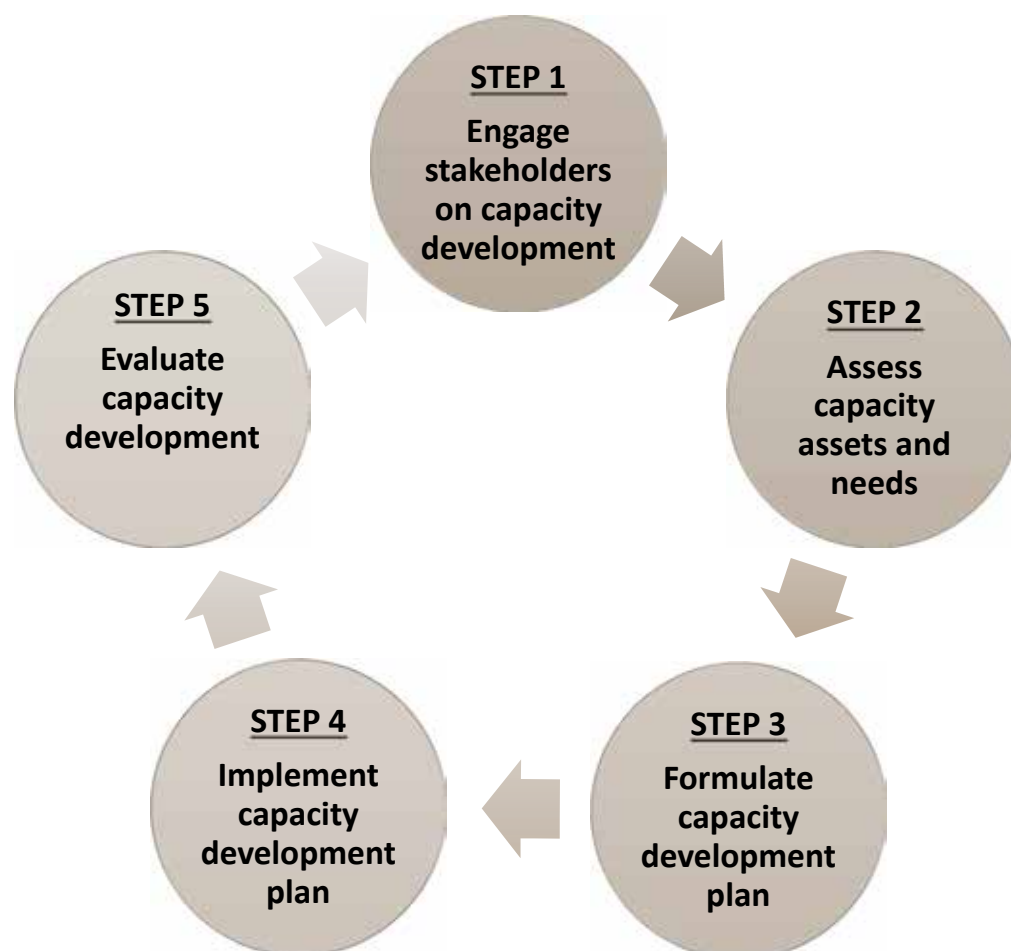 STEP 1
Engage
stakeholders
on capacity
development
STEP 2
Assess
capacity
assets and
needs
STEP 3
Formulate
capacity
development
plan
STEP 4
Implement
capacity
development
plan
STEP 5
Evaluate
capacity
development